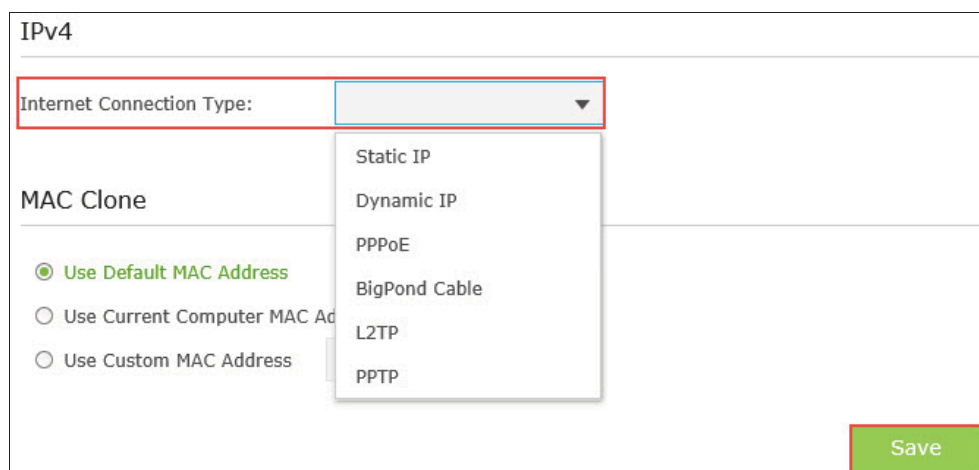 IPv4
Internet Connection Type:
Static IP
Dynamic IP
PPPoE
BigPond Cable
L2TP
PPTP
MAC Clone
Use Default MAC Address
Use Current Computer MAC Ad
Use Custom MAC Address
Save